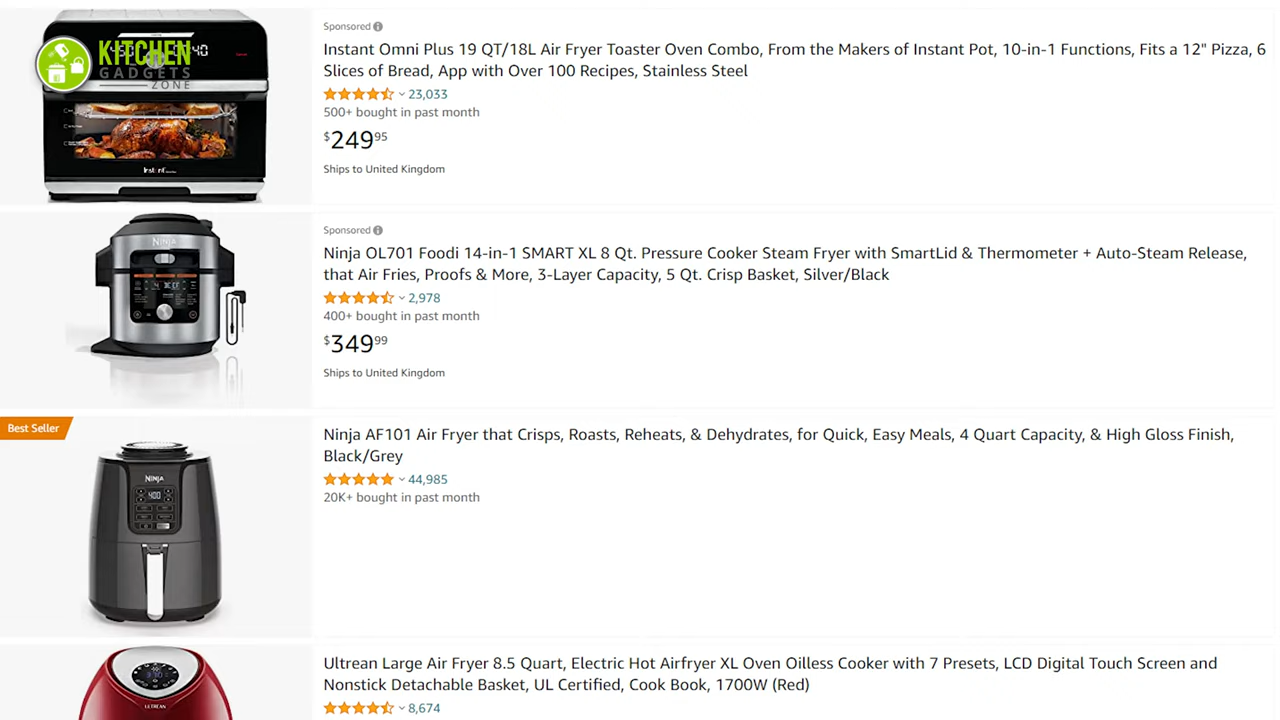 KITCHEN
GADGETS
ZONE
Instant
Sponsored
Instant Omni Plus 19 QT/18L Air Fryer Toaster Oven Combo, From the Makers of Instant Pot, 10-in-1 Functions, Fits a 12" Pizza, 6
Slices of Bread, App with Over 100 Recipes, Stainless Steel
23,033
500+ bought in past month
$249 95
Ships to United Kingdom
NINJA
Sponsored
Ninja OL701 Foodi 14-in-1 SMART XL 8 Qt. Pressure Cooker Steam Fryer with SmartLid & Thermometer + Auto-Steam Release,
that Air Fries, Proofs & More, 3-Layer Capacity, 5 Qt. Crisp Basket, Silver/Black
2,978
400+ bought in past month
$349 99
Ships to United Kingdom
Best Seller
NINJA
400
Ninja AF101 Air Fryer that Crisps, Roasts, Reheats, & Dehydrates, for Quick, Easy Meals, 4 Quart Capacity, & High Gloss Finish,
Black/Grey
44,985
20K+ bought in past month
ULTREAN
Ultrean Large Air Fryer 8.5 Quart, Electric Hot Airfryer XL Oven Oilless Cooker with 7 Presets, LCD Digital Touch Screen and
Nonstick Detachable Basket, UL Certified, Cook Book, 1700W (Red)
8,674